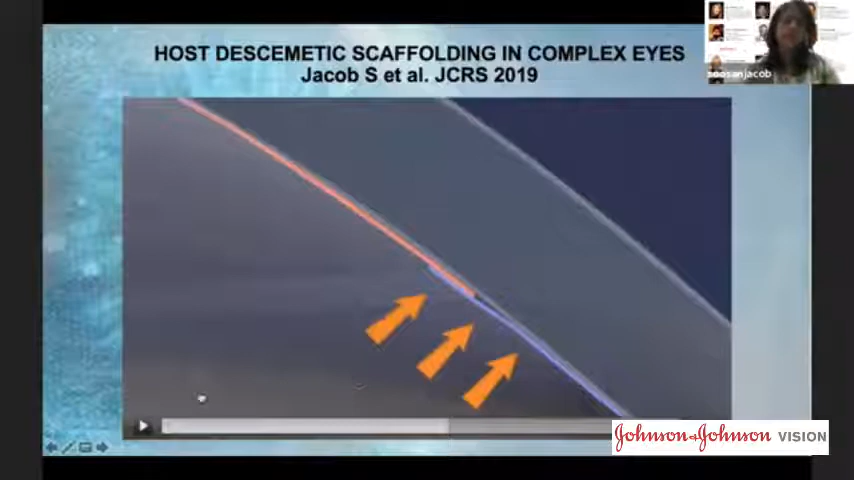 HOST DESCEMETIC SCAFFOLDING IN COMPLEX EYES
Jacob S et al. JCRS 2019
soosanjacob
Johnson & Johnson VISION